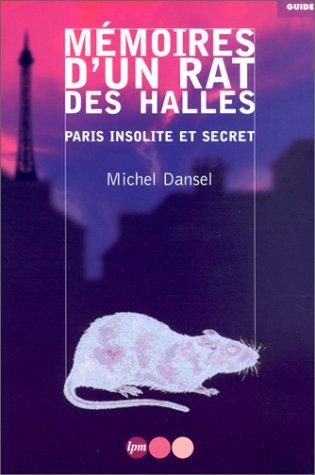 GUIDE
MÉMOIRES
D'UN RAT
DES HALLES
PARIS INSOLITE ET SECRET
Michel Dansel
lpm